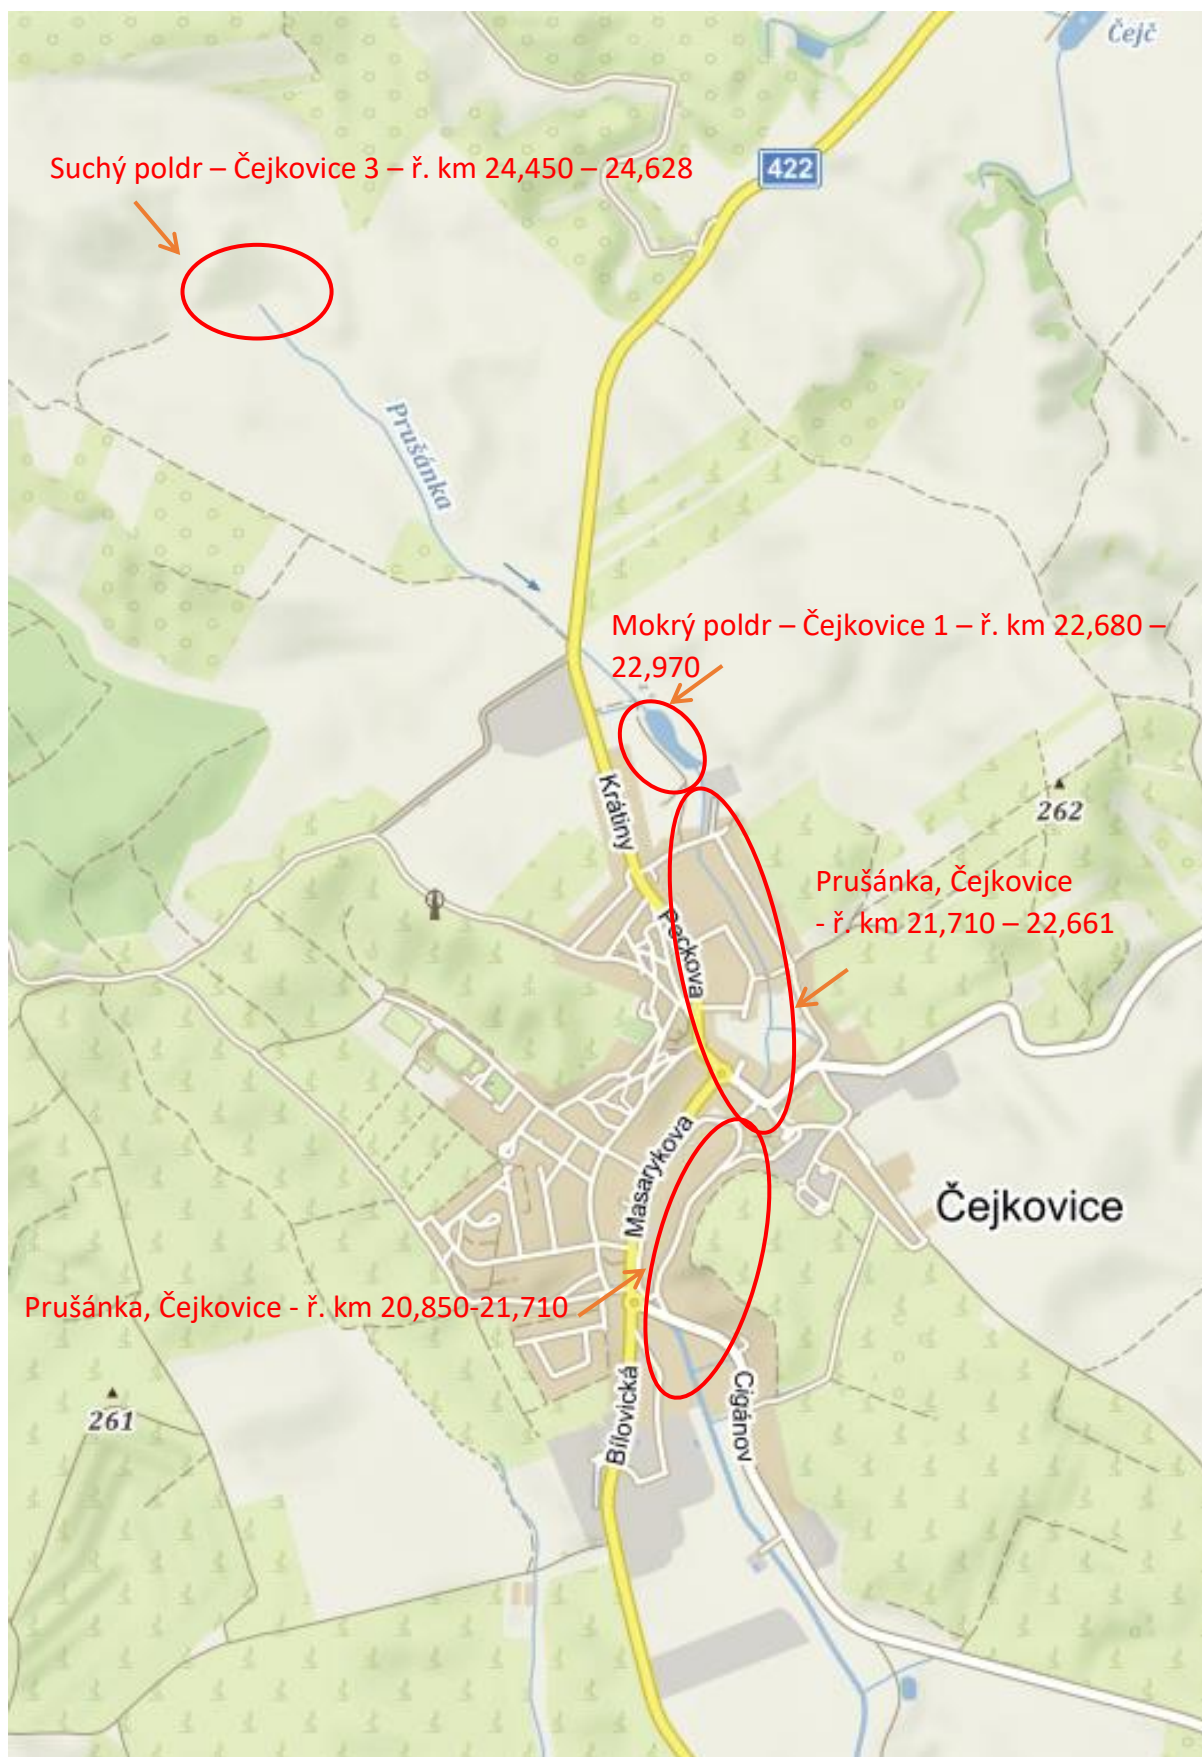 Čejč
Suchý poldr – Čejkovice 3 – ř. km 24,450 – 24,628
422
Prušánka
Mokrý poldr – Čejkovice 1 – ř. km 22,680 –
22,970
Krátiny
262
Prušánka, Čejkovice
- ř. km 21,710 – 22,661
Pečkova
Masarykova
Čejkovice
Prušánka, Čejkovice - ř. km 20,850-21,710
Bílovická
Cigánov
261